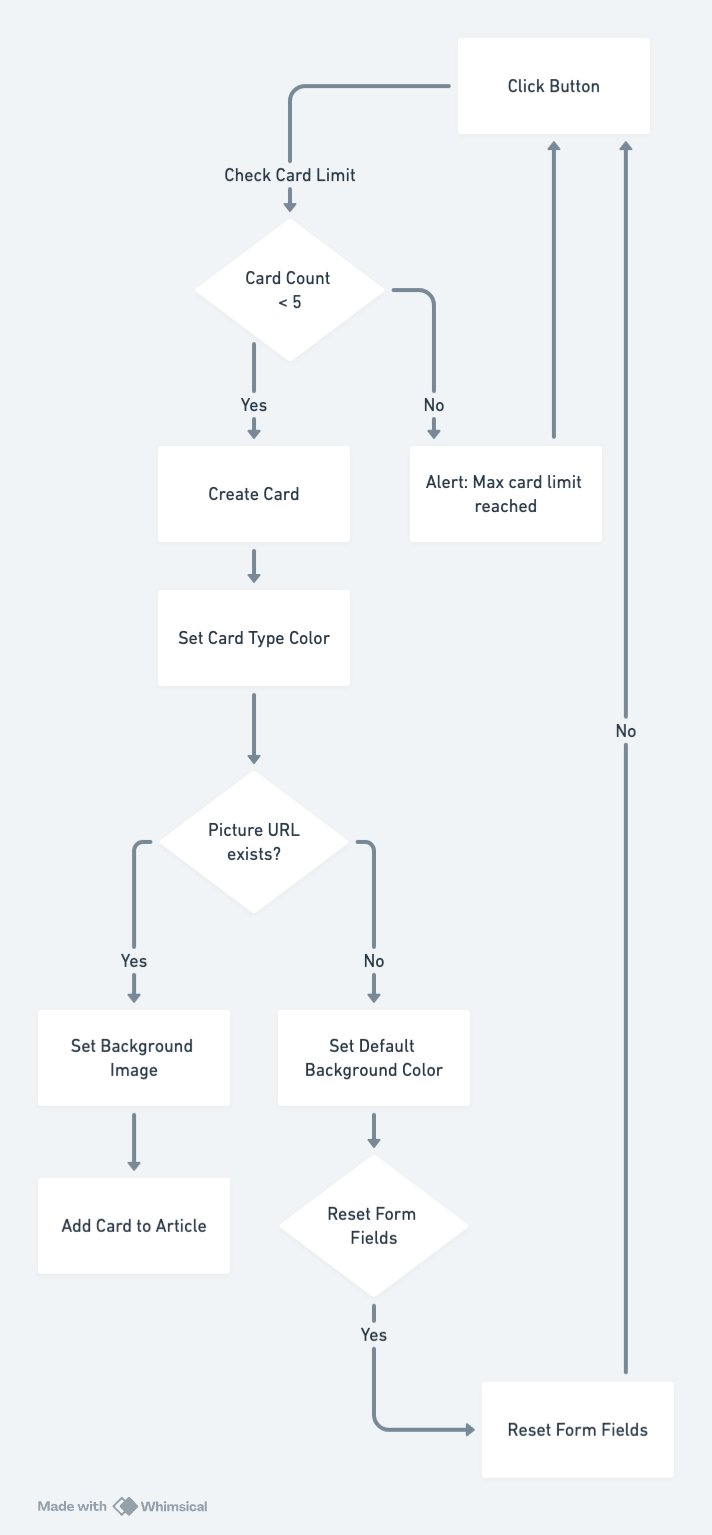 Click Button
Check Card Limit
Card Count
< 5
Yes
No
Create Card
Alert: Max card limit
reached
Set Card Type Color
No
Picture URL
exists?
Yes
No
Set Background
Image
Set Default
Background Color
Add Card to Article
Reset Form
Fields
Yes
Reset Form Fields
Made with Whimsical